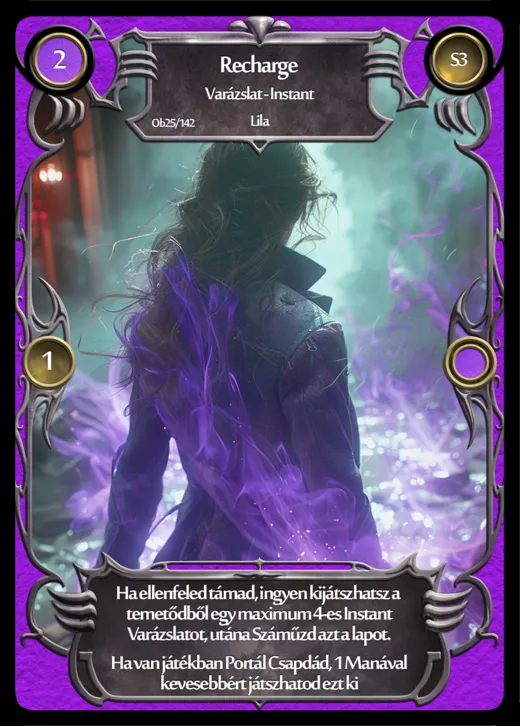 2
S3
Recharge
Varázslat - Instant
Ob25/142
Lila
1
Ha ellenfeled támad, ingyen kijátszhatsz a
temetődből egy maximum 4-es Instant
Varázslatot, utána Száműzd azt a lapot.
Ha van játékban Portál Csapdád, 1 Manával
kevesebbért játszhatod ezt ki